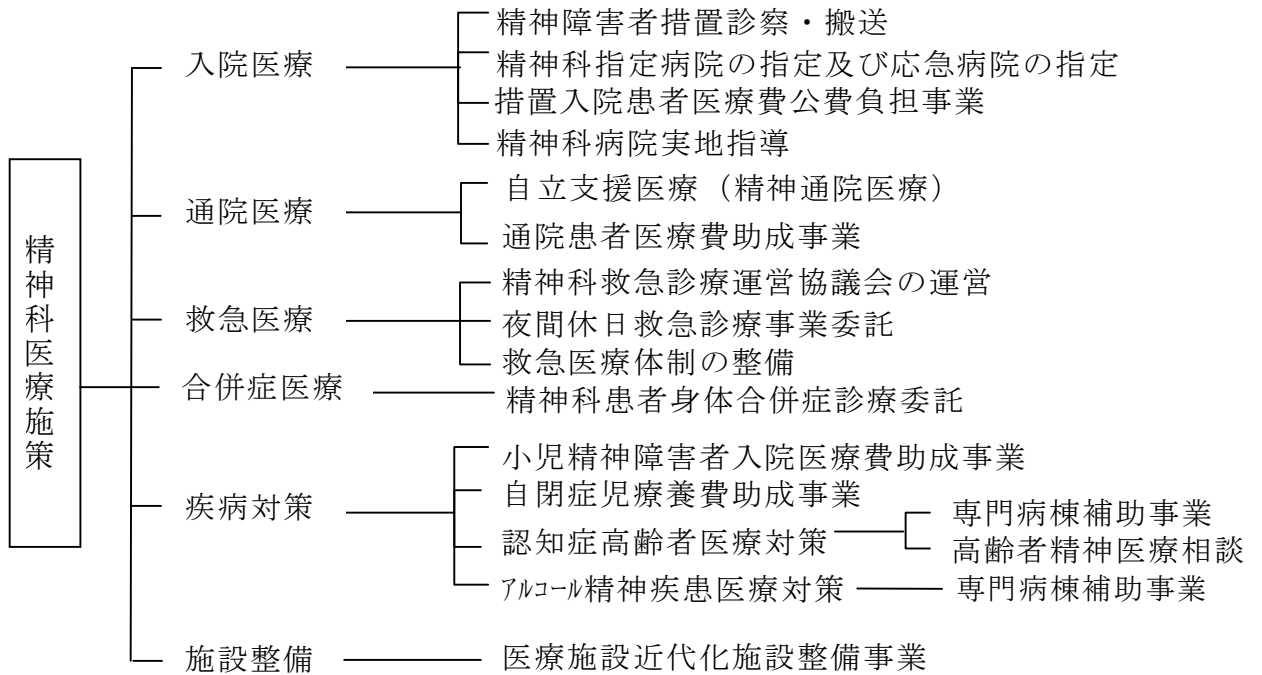 精神科医療施策
入院医療
精神障害者措置診察・搬送
精神科指定病院の指定及び応急病院の指定
措置入院患者医療費公費負担事業
精神科病院実地指導
通院医療
自立支援医療（精神通院医療）
通院患者医療費助成事業
救急医療
精神科救急診療運営協議会の運営
夜間休日救急診療事業委託
救急医療体制の整備
合併症医療
精神科患者身体合併症診療委託
疾病対策
小児精神障害者入院医療費助成事業
自閉症児療養費助成事業
認知症高齢者医療対策
専門病棟補助事業
高齢者精神医療相談
ｱﾙｺｰﾙ精神疾患医療対策
専門病棟補助事業
施設整備
医療施設近代化施設整備事業